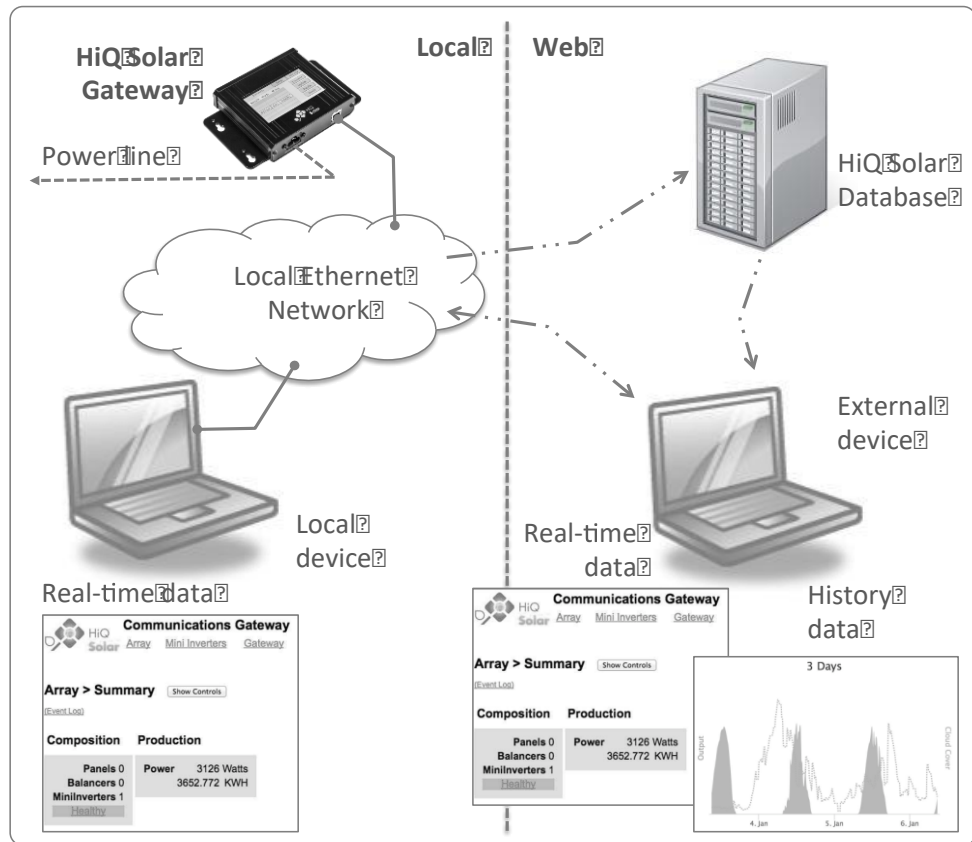 Local⍰
Web⍰
HiQ⍰Solar⍰
Gateway⍰
Power⍰line⍰
HiQ⍰Solar⍰
Database⍰
Local⍰Ethernet⍰
Network⍰
External⍰
device⍰
Local⍰
device⍰
Real-time⍰
data⍰
Real-time⍰data⍰
History⍰
data⍰
Communications Gateway
HiQ
Solar
Array Mini Inverters Gateway
Array > Summary Show Controls
(Event Log)
Composition Production
Panels 0 Power 3126 Watts
Balancers 0 3652.772 KWH
MiniInverters 1
Healthy
Communications Gateway
HiQ
Solar
Array Mini Inverters Gateway
Array > Summary Show Controls
(Event Log)
Composition Production
Panels 0 Power 3126 Watts
Balancers 0 3652.772 KWH
MiniInverters 1
Healthy
3 Days
Output
Cloud Cover
4. Jan 5. Jan 6. Jan